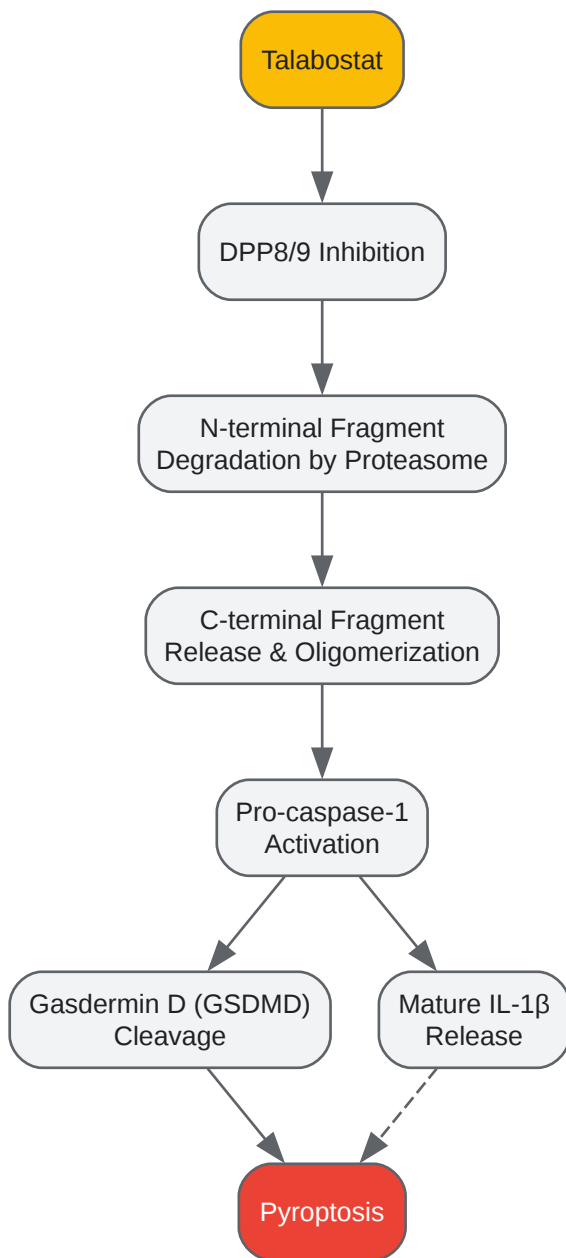 Talabostat
DPP8/9 Inhibition
N-terminal Fragment
Degradation by Proteasome
C-terminal Fragment
Release & Oligomerization
Pro-caspase-1
Activation
Gasdermin D (GSDMD)
Cleavage
Mature IL-1β
Release
Pyroptosis